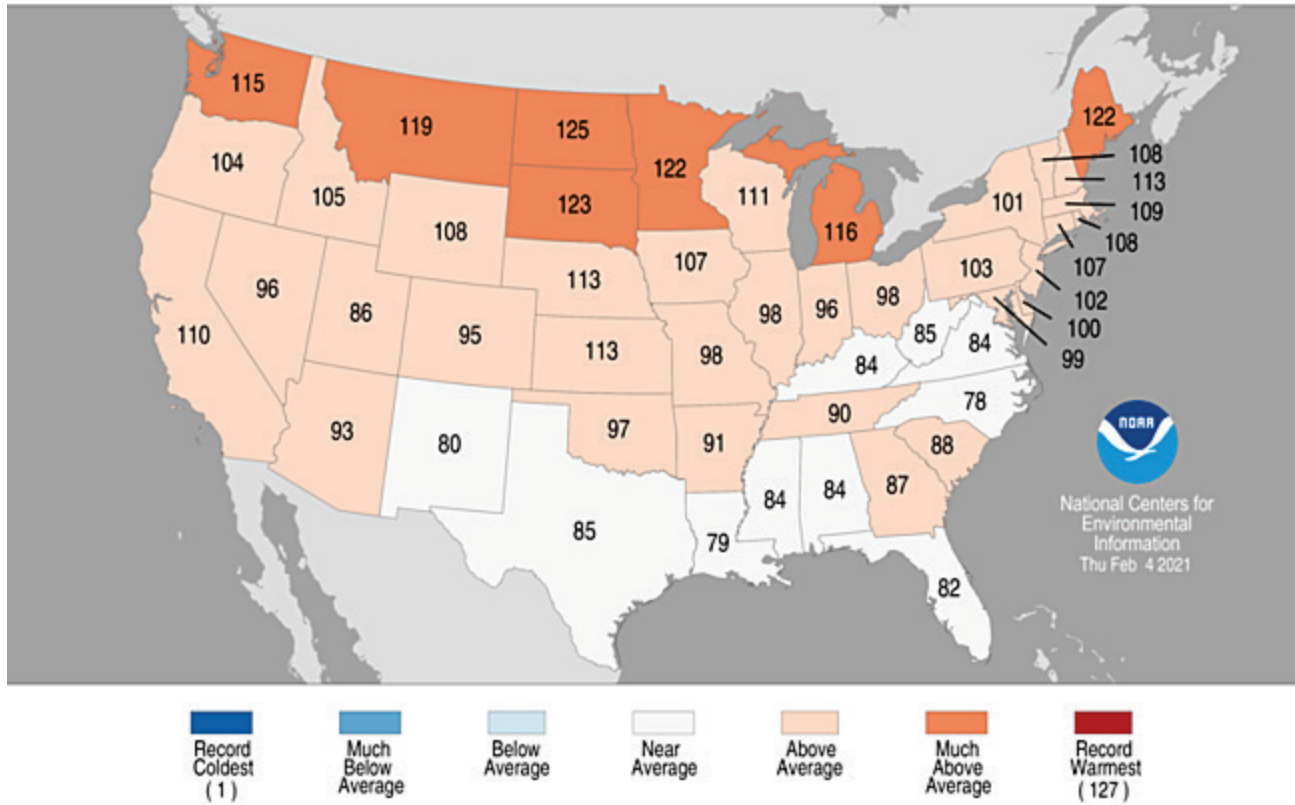 115
119
125
122
122
108
104
105
123
111
113
101
109
108
116
108
107
103
107
113
96
98
96
98
102
86
100
110
95
98
85
84
99
113
84
90
78
93
80
97
91
88
87
84
84
85
79
82
NOAA
National Centers for
Environmental
Information
Thu Feb 4 2021
Record
Coldest
( 1 )
Much
Below
Average
Below
Average
Near
Average
Above
Average
Much
Above
Average
Record
Warmest
( 127 )